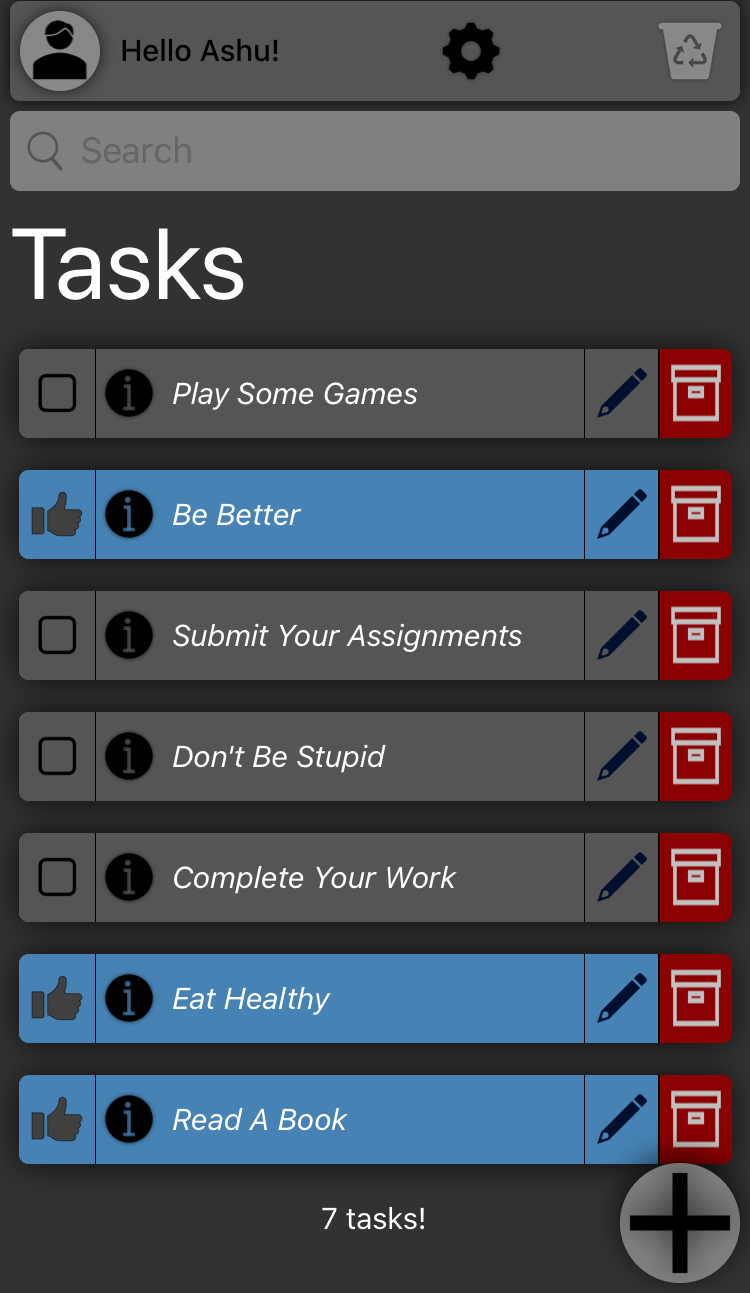 Hello Ashu!
Search
Tasks
Play Some Games
Be Better
Submit Your Assignments
Don't Be Stupid
Complete Your Work
Eat Healthy
Read A Book
7 tasks!